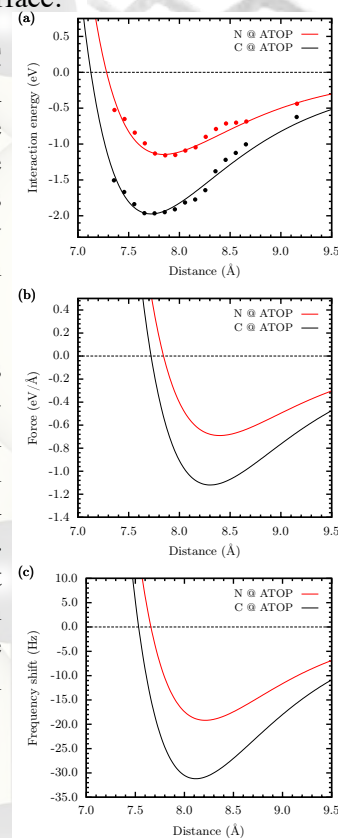 rface.
(a)
0.5
0.0
-0.5
-1.0
-1.5
-2.0
Interaction energy (eV)
N @ ATOP
C @ ATOP
7.0 7.5 8.0 8.5 9.0 9.5
Distance (Å)
(b)
0.4
0.2
0.0
-0.2
-0.4
-0.6
-0.8
-1.0
-1.2
-1.4
Force (eV/Å)
N @ ATOP
C @ ATOP
7.0 7.5 8.0 8.5 9.0 9.5
Distance (Å)
(c)
10.0
5.0
0.0
-5.0
-10.0
-15.0
-20.0
-25.0
-30.0
-35.0
Frequency shift (Hz)
N @ ATOP
C @ ATOP
7.0 7.5 8.0 8.5 9.0 9.5
Distance (Å)